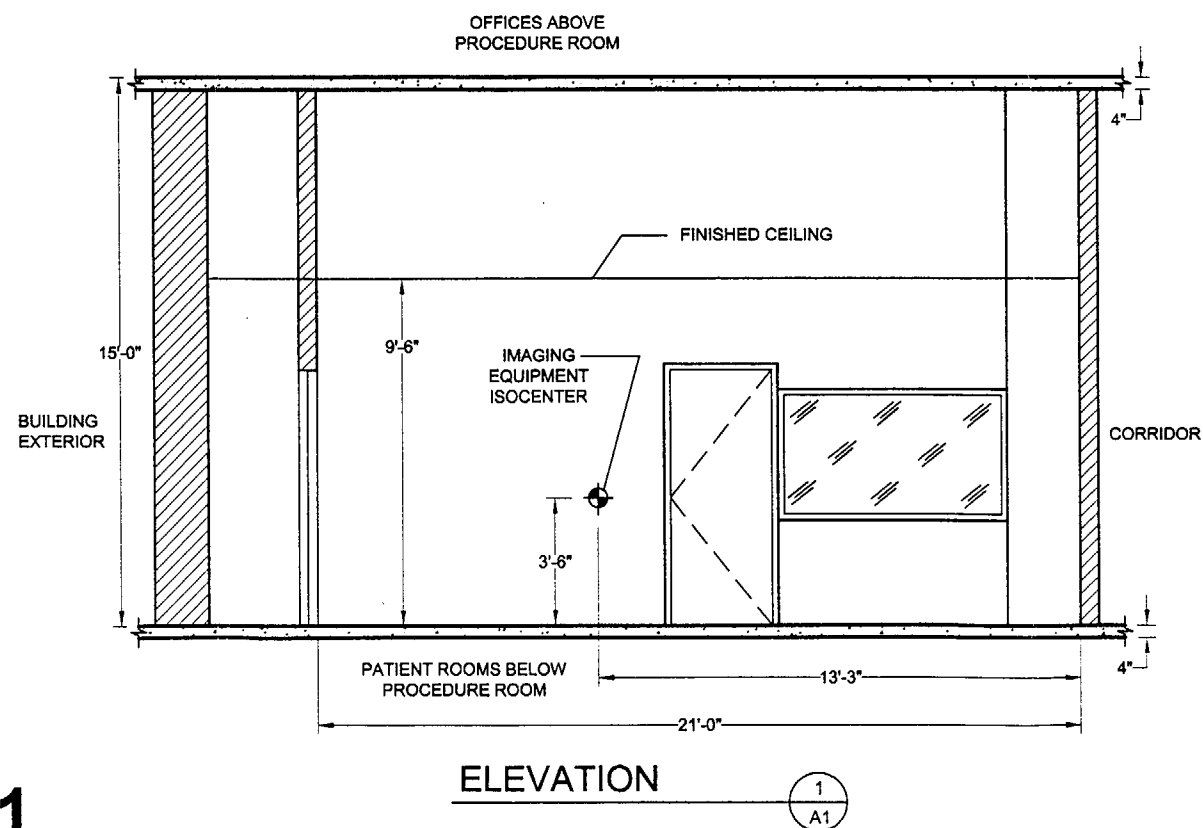 OFFICES ABOVE
PROCEDURE ROOM
4"
FINISHED CEILING
15'-0"
9'-6"
IMAGING
EQUIPMENT
ISOCENTER
BUILDING
EXTERIOR
CORRIDOR
3'-6"
PATIENT ROOMS BELOW
PROCEDURE ROOM
13'-3"
4"
21'-0"
ELEVATION
1
A1
1